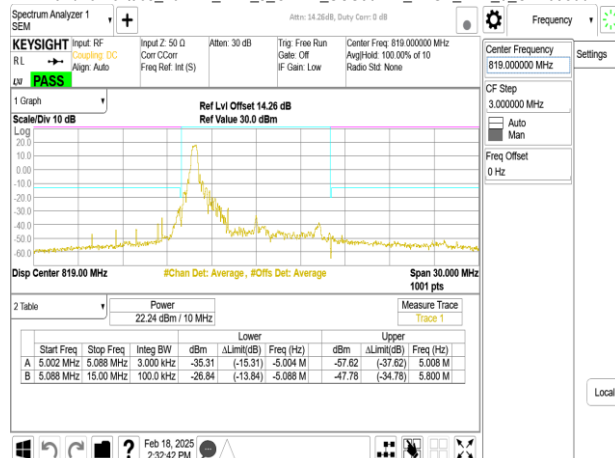 Spectrum Analyzer 1
SEM
Attn: 14.26dB, Duty Corr: 0 dB
Frequency
Settings
KEYSIGHT
Input: RF
Input Z: 50 Ω
Atten: 30 dB
Trig: Free Run
Center Freq: 819.000000 MHz
RL
Coupling: DC
Corr CCorr
Gate: Off
Avg|Hold: 100.00% of 10
Align: Auto
Freq Ref: Int (S)
IF Gain: Low
Radio Std: None
LXI
PASS
Center Frequency
819.000000 MHz
CF Step
3.000000 MHz
Auto
Man
Freq Offset
0 Hz
1 Graph
Ref Lvl Offset 14.26 dB
Scale/Div 10 dB
Ref Value 30.0 dBm
Log
20.0
10.0
0.00
-10.0
-20.0
-30.0
-40.0
-50.0
-60.0
Disp Center 819.00 MHz
#Chan Det: Average , #Offs Det: Average
Span 30.000 MHz
1001 pts
2 Table
Power
22.24 dBm / 10 MHz
Measure Trace
Trace 1
Lower Upper
Start Freq Stop Freq Integ BW dBm ΔLimit(dB) Freq (Hz) dBm ΔLimit(dB) Freq (Hz)
A 5.002 MHz 5.088 MHz 3.000 kHz -35.31 (-15.31) -5.004 M -57.62 (-37.62) 5.008 M
B 5.088 MHz 15.00 MHz 100.0 kHz -26.84 (-13.84) -5.088 M -47.78 (-34.78) 5.800 M
Local
?
Feb 18, 2025
2:32:42 PM